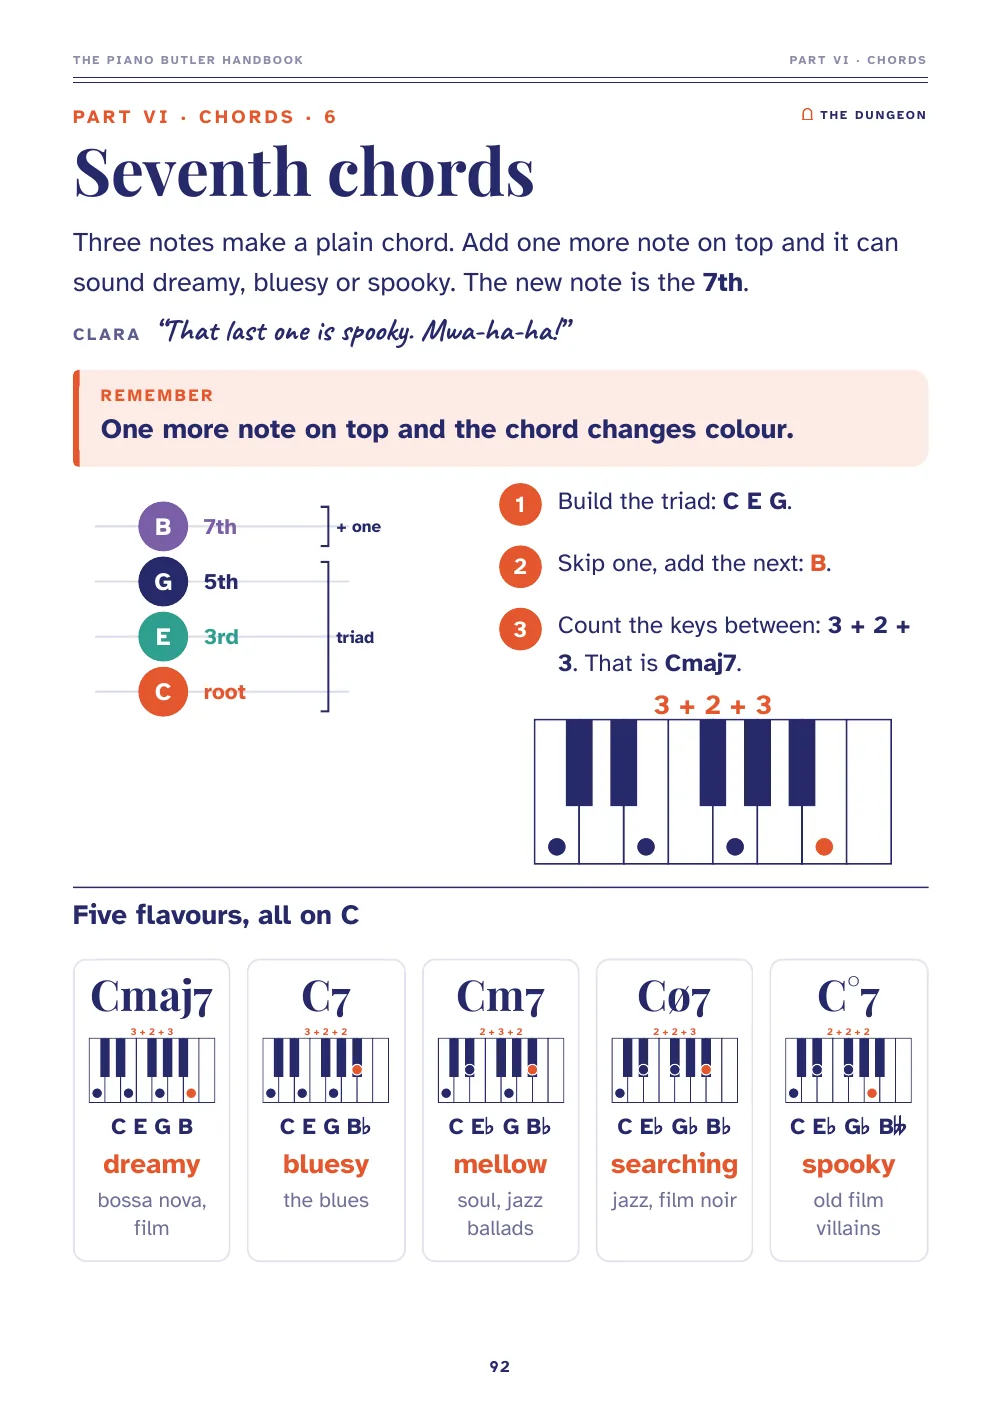 THE PIANO BUTLER HANDBOOK
PART VI · CHORDS
PART VI · CHORDS · 6
THE DUNGEON
Seventh chords
Three notes make a plain chord. Add one more note on top and it can
sound dreamy, bluesy or spooky. The new note is the 7th.
CLARA “That last one is spooky. Mwa-ha-ha!”
REMEMBER
One more note on top and the chord changes colour.
B 7th + one
G 5th
E 3rd triad
C root
1 Build the triad: C E G.
2 Skip one, add the next: B.
3 Count the keys between: 3 + 2 +
3. That is Cmaj7.
3 + 2 + 3
Five flavours, all on C
Cmaj7
3 + 2 + 3
C E G B
dreamy
bossa nova,
film
C7
3 + 2 + 2
C E G B♭
bluesy
the blues
Cm7
2 + 3 + 2
C E♭ G B♭
mellow
soul, jazz
ballads
Cø7
2 + 2 + 3
C E♭ G♭ B♭
searching
jazz, film noir
C○7
2 + 2 + 2
C E♭ G♭ B𝄫
spooky
old film
villains
92